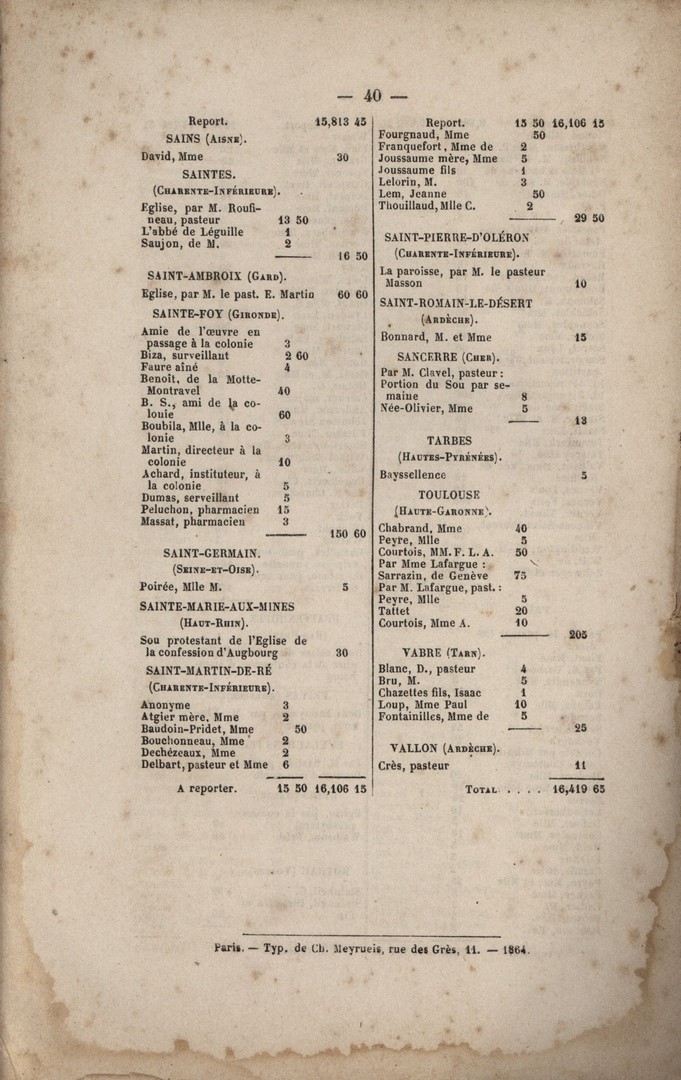 — 40 —
Report. 15,813 45
SAINS (AISNE).
David, Mme 30
SAINTES.
(CHARENTE-INFÉRIEURE).
Eglise, par M. Roufi-
neau, pasteur 13 50
L'abbé de Léguille 1
Saujon, de M. 2
16 50
SAINT-AMBROIX (GARD).
Eglise, par M. le past. E. Martin 60 60
SAINTE-FOY (GIRONDE).
Amie de l'œuvre en
passage à la colonie 3
Biza, surveillant 2 60
Faure aîné 4
Benoît, de la Motte-
Montravel 40
B. S., ami de la co-
lonie 60
Boubila, Mlle, à la co-
lonie 3
Martin, directeur à la
colonie 10
Achard, instituteur, à
la colonie 5
Dumas, serveillant 5
Peluchon, pharmacien 15
Massat, pharmacien 3
150 60
SAINT-GERMAIN.
(SEINE-ET-OISE).
Poirée, Mlle M. 5
SAINTE-MARIE-AUX-MINES
(HAUT-RHIN).
Sou protestant de l'Eglise de
la confession d'Augbourg 30
SAINT-MARTIN-DE-RÉ
(CHARENTE-INFÉRIEURE).
Anonyme 3
Atgier mère, Mme 2
Baudoin-Pridet, Mme 50
Bouchonneau, Mme 2
Dechézeaux, Mme 2
Delbart, pasteur et Mme 6
A reporter. 15 50 16,106 15
Report. 15 50 16,106 15
Fourgnaud, Mme 50
Franquefort, Mme de 2
Joussaume mère, Mme 5
Joussaume fils 1
Lelorin, M. 3
Lem, Jeanne 50
Thouillaud, Mlle C. 2
29 50
SAINT-PIERRE-D'OLÉRON
(CHARENTE-INFÉRIEURE).
La paroisse, par M. le pasteur
Masson 10
SAINT-ROMAIN-LE-DÉSERT
(ARDÈCHE).
Bonnard, M. et Mme 15
SANCERRE (CHER).
Par M. Clavel, pasteur :
Portion du Sou par se-
maine 8
Née-Olivier, Mme 5
13
TARBES
(HAUTES-PYRÉNÉES).
Bayssellence 5
TOULOUSE
(HAUTE-GARONNE).
Chabrand, Mme 40
Peyre, Mlle 5
Courtois, MM. F. L. A. 50
Par Mme Lafargue :
Sarrazin, de Genève 75
Par M. Lafargue, past. :
Peyre, Mlle 5
Tattet 20
Courtois, Mme A. 10
205
VABRE (TARN).
Blanc, D., pasteur 4
Bru, M. 5
Chazettes fils, Isaac 1
Loup, Mme Paul 10
Fontainilles, Mme de 5
25
VALLON (ARDÈCHE).
Crès, pasteur 11
TOTAL . . . . 16,419 65
Paris. — Typ. de Ch. Meyrueis, rue des Grès, 11. — 1864.